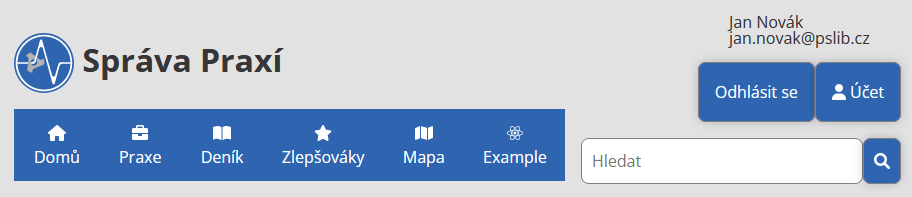 Jan Novák
jan.novak@pslib.cz
Správa Praxí
Odhlásit se
Účet
Domů
Praxe
Deník
Zlepšováky
Mapa
Example
Hledat